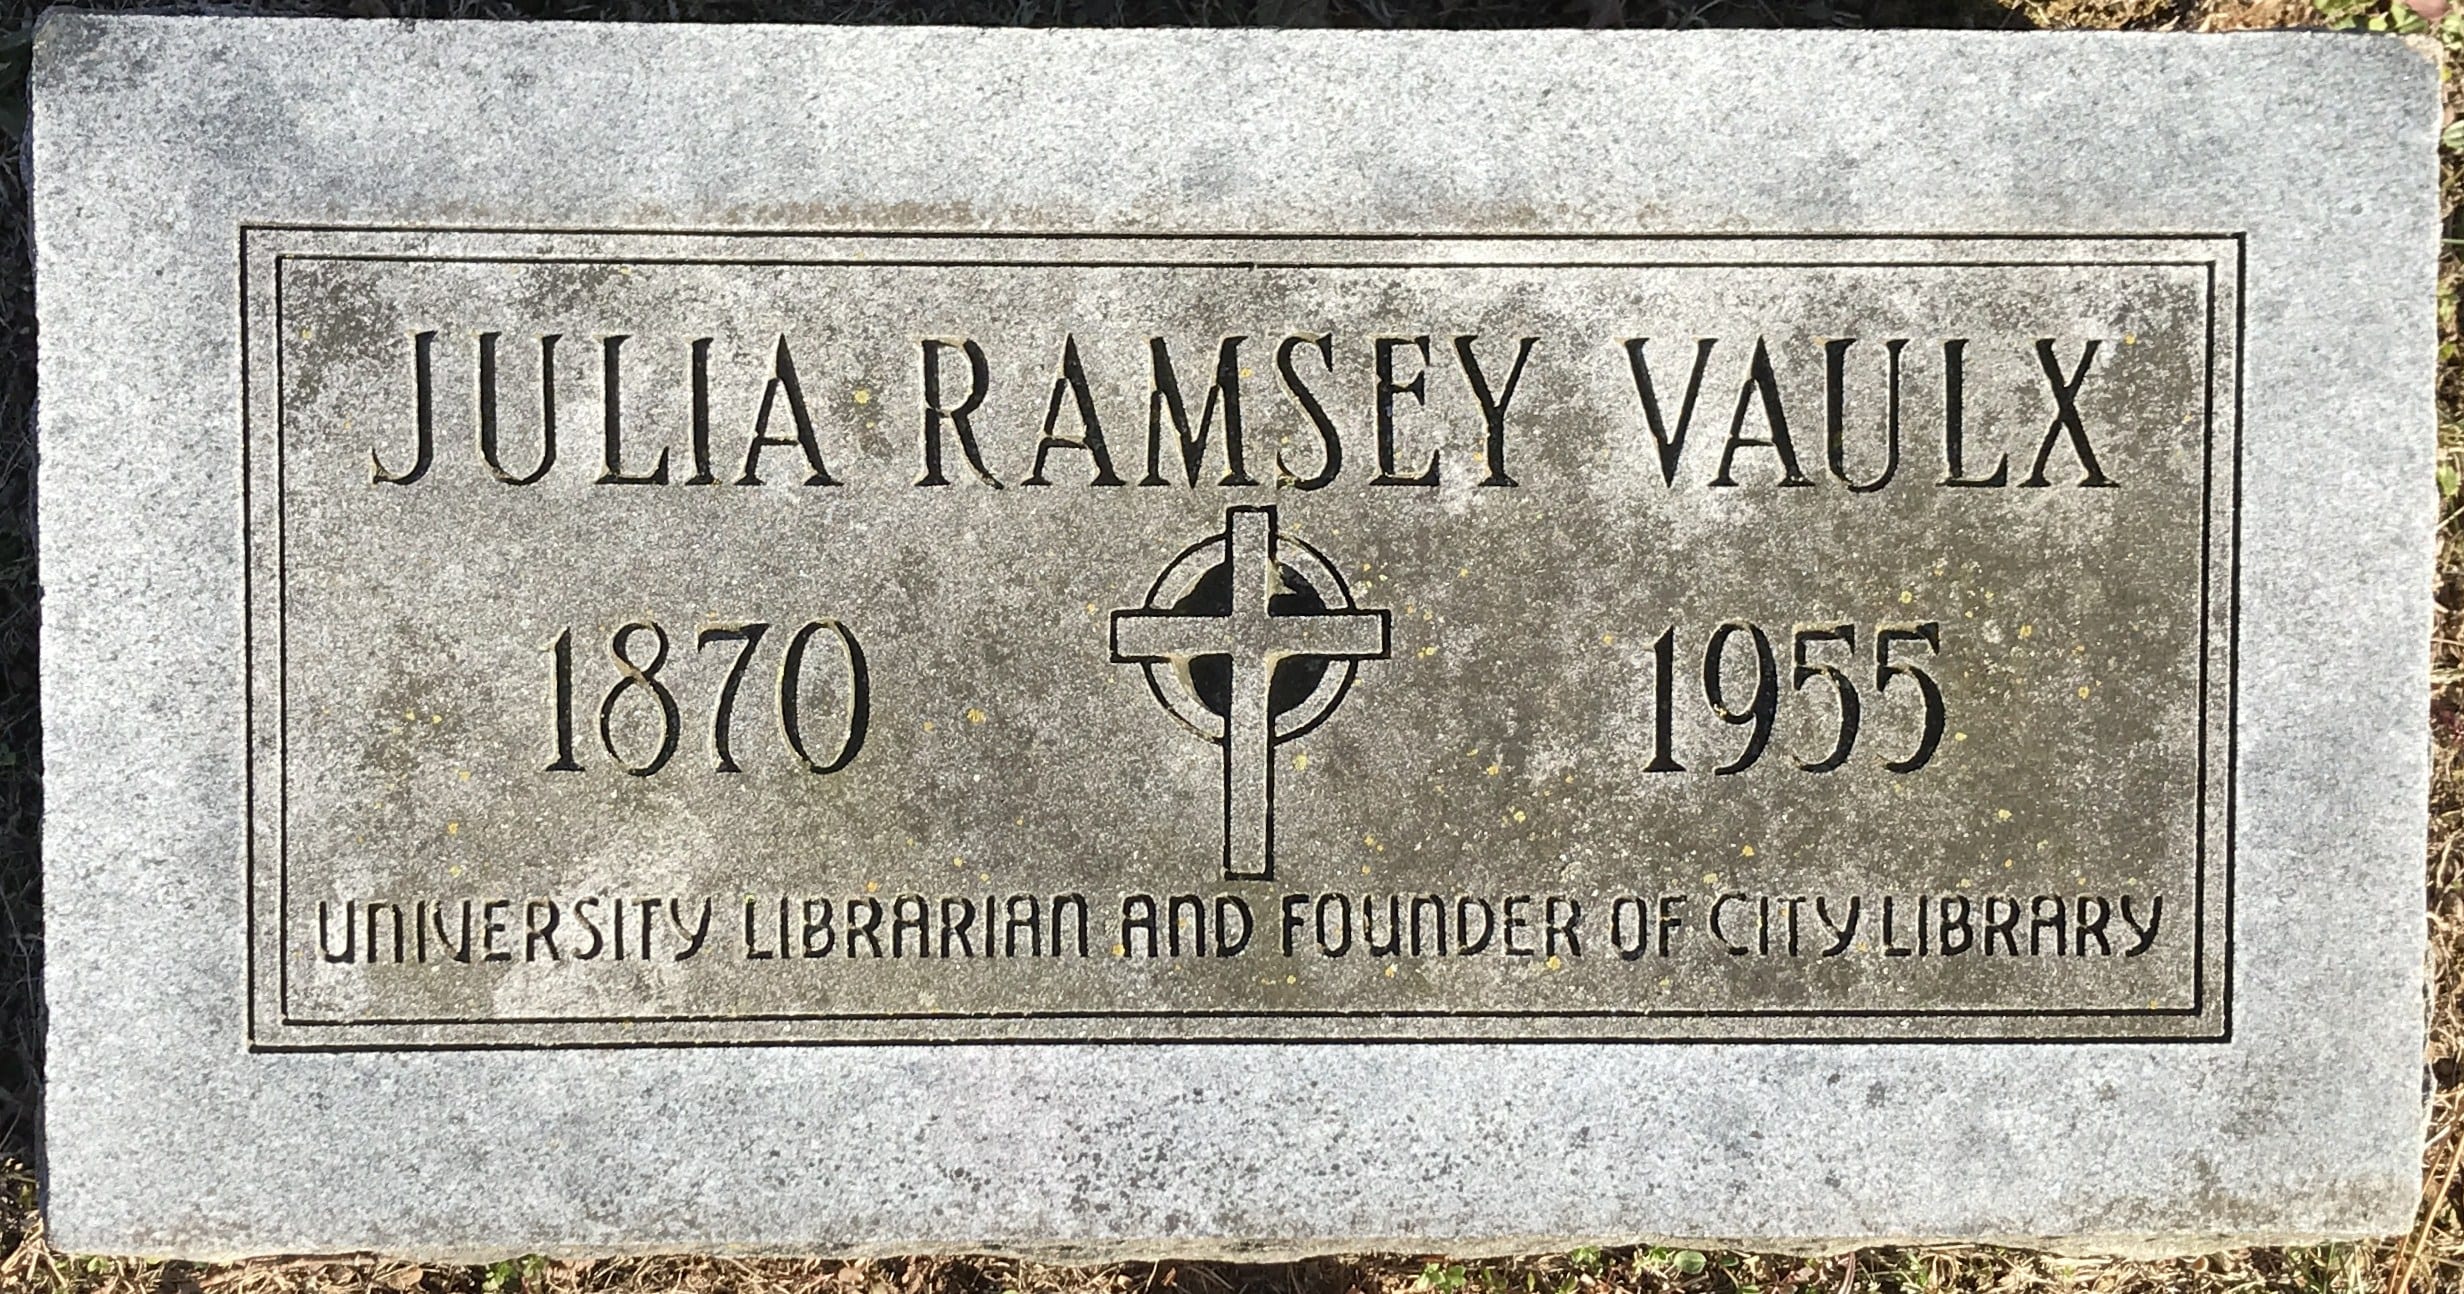 JULIA RAMSEY VAULX
1870 1955
UNIVERSITY LIBRARIAN AND FOUNDER OF CITY LIBRARY